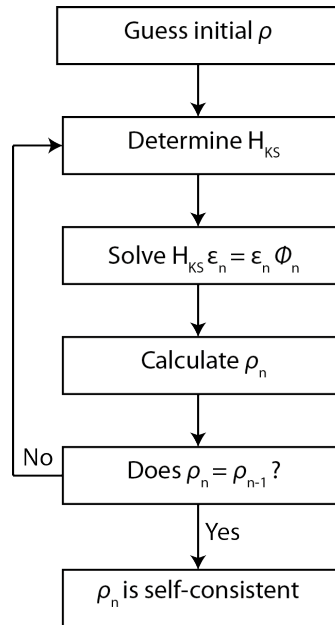 Guess initial ρ
Determine H_KS
Solve H_KS ε_n = ε_n Φ_n
Calculate ρ_n
No
Does ρ_n = ρ_n-1 ?
Yes
ρ_n is self-consistent